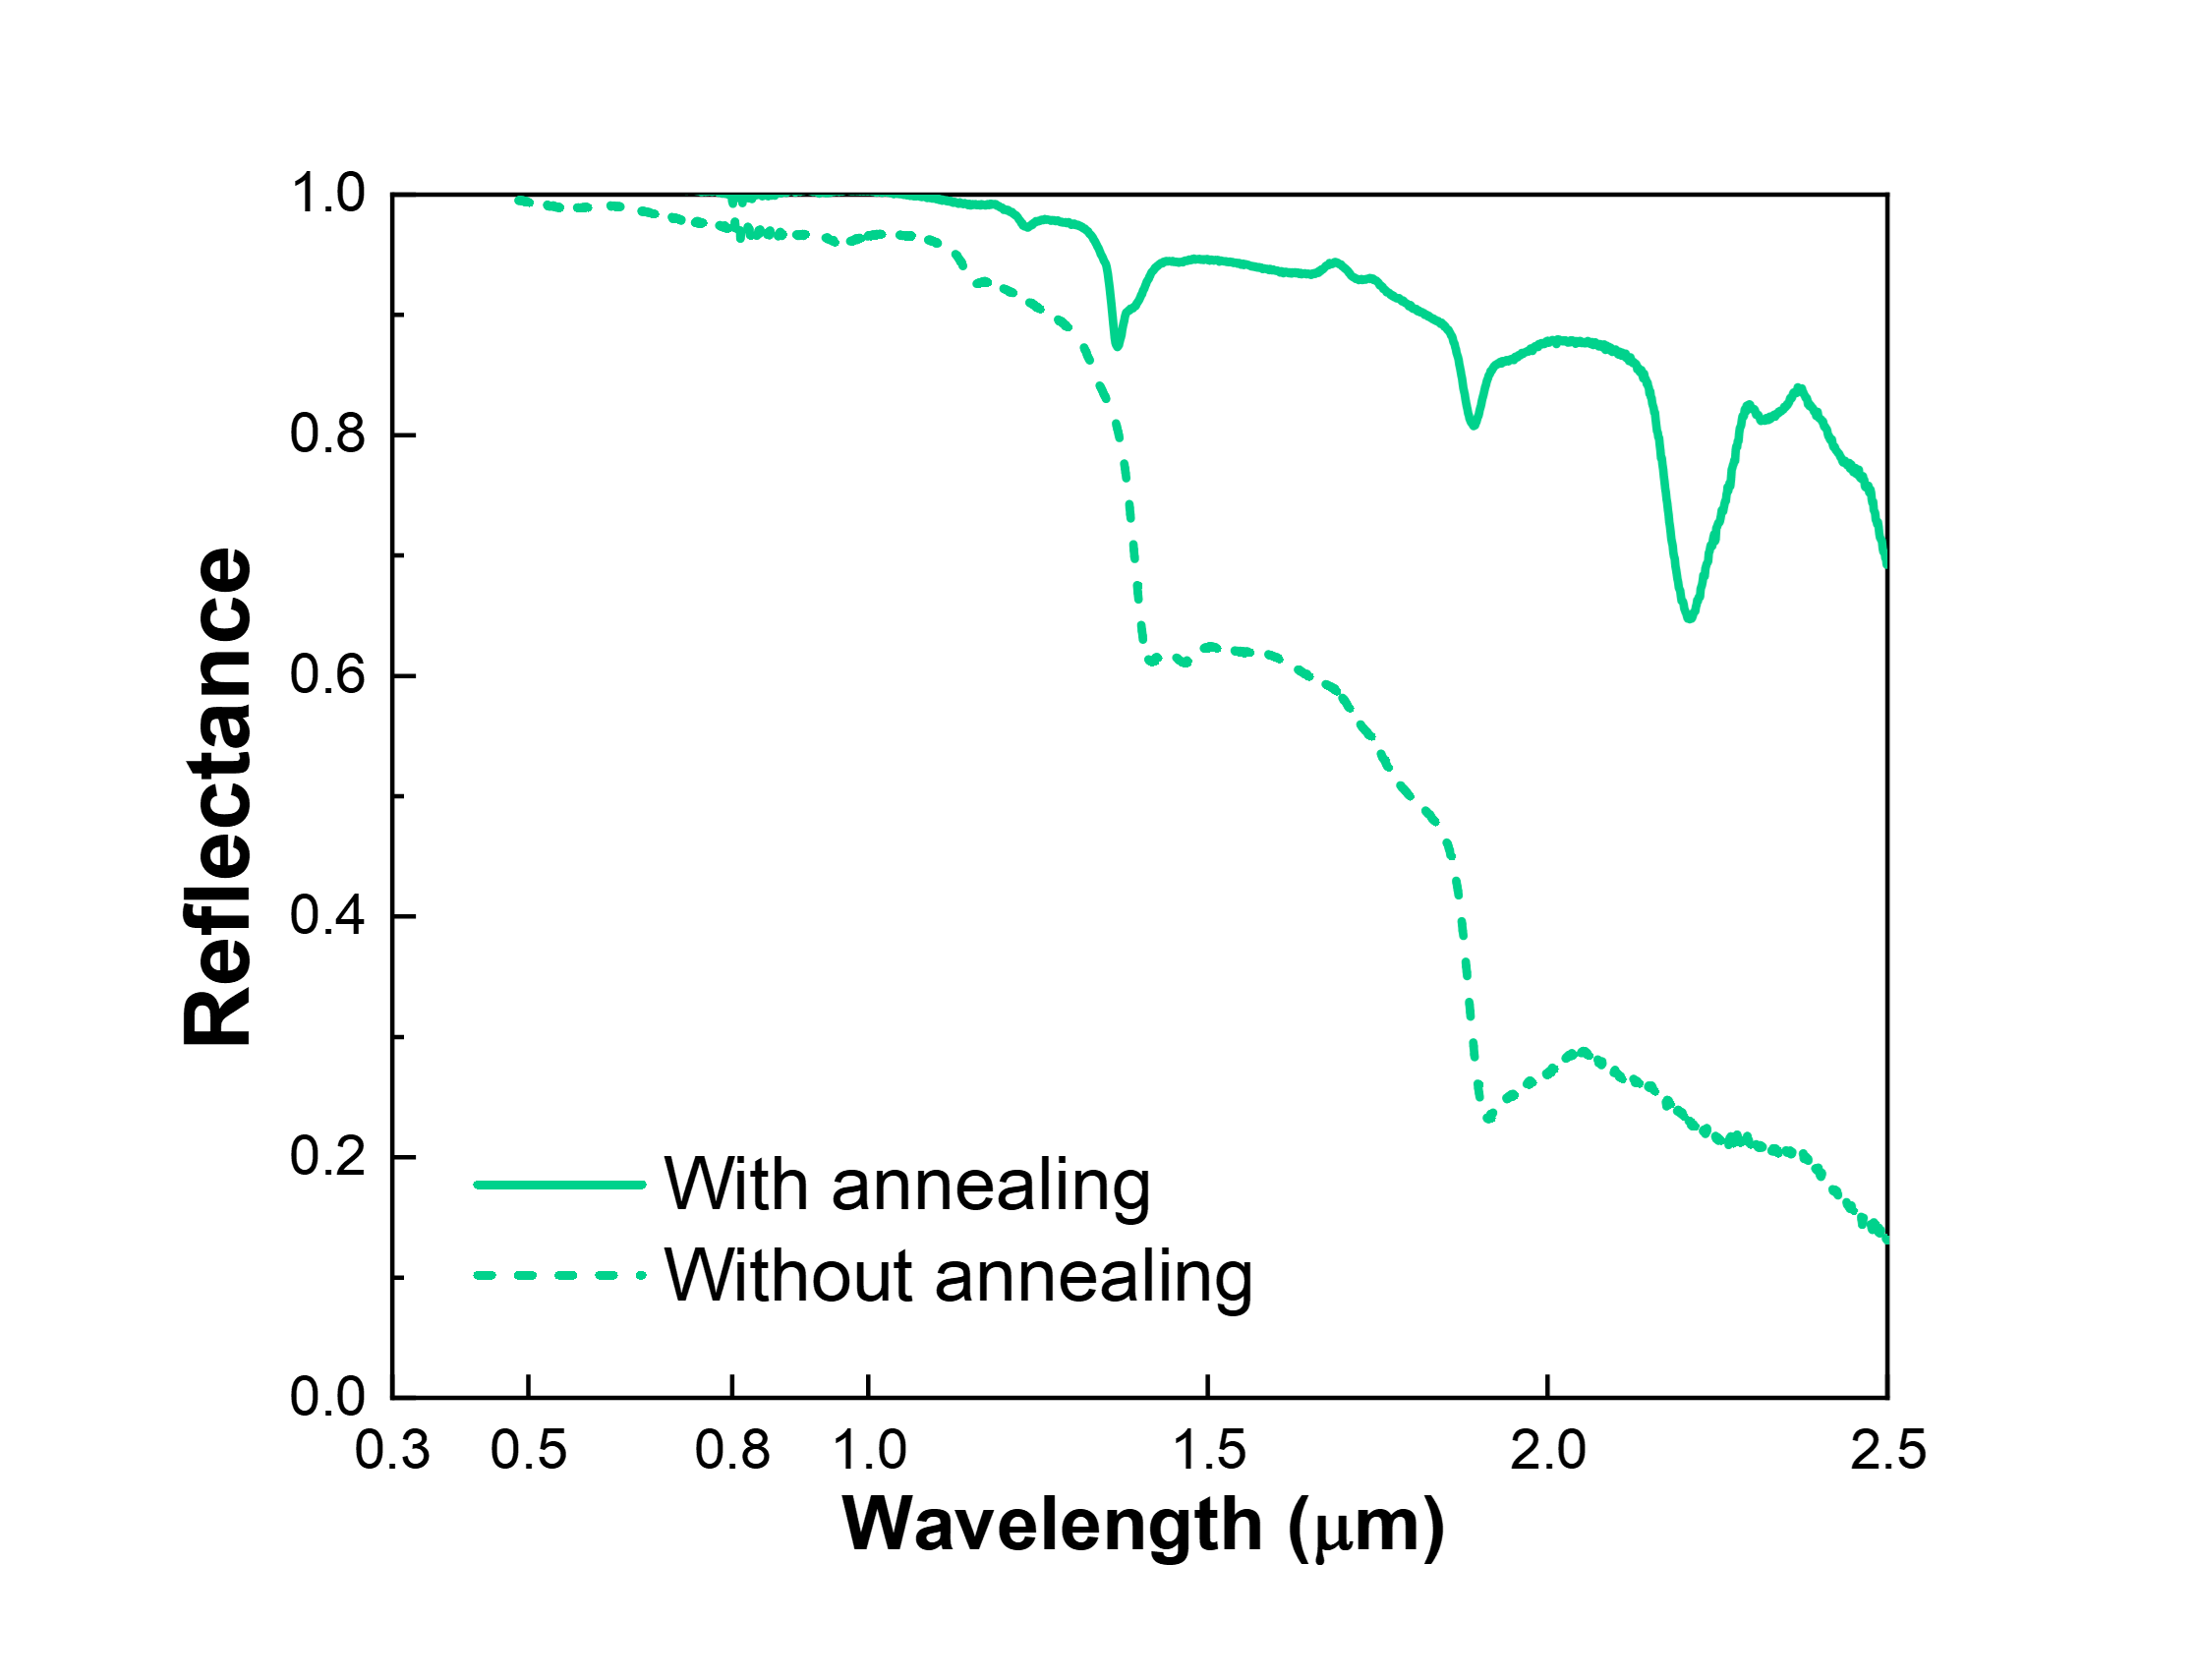 1.0
0.8
0.6
0.4
0.2
0.0
Reflectance
With annealing
Without annealing
0.3 0.5 0.8 1.0 1.5 2.0 2.5
Wavelength (μm)